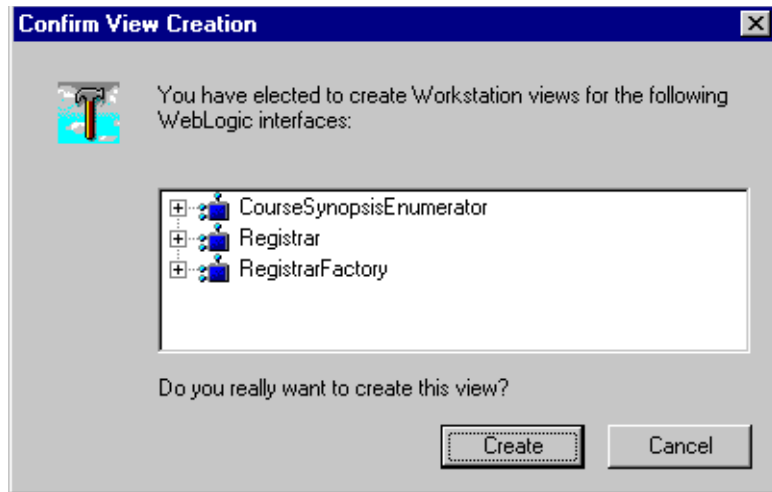 Confirm View Creation
You have elected to create Workstation views for the following
WebLogic interfaces:
CourseSynopsisEnumerator
Registrar
RegistrarFactory
Do you really want to create this view?
Create Cancel